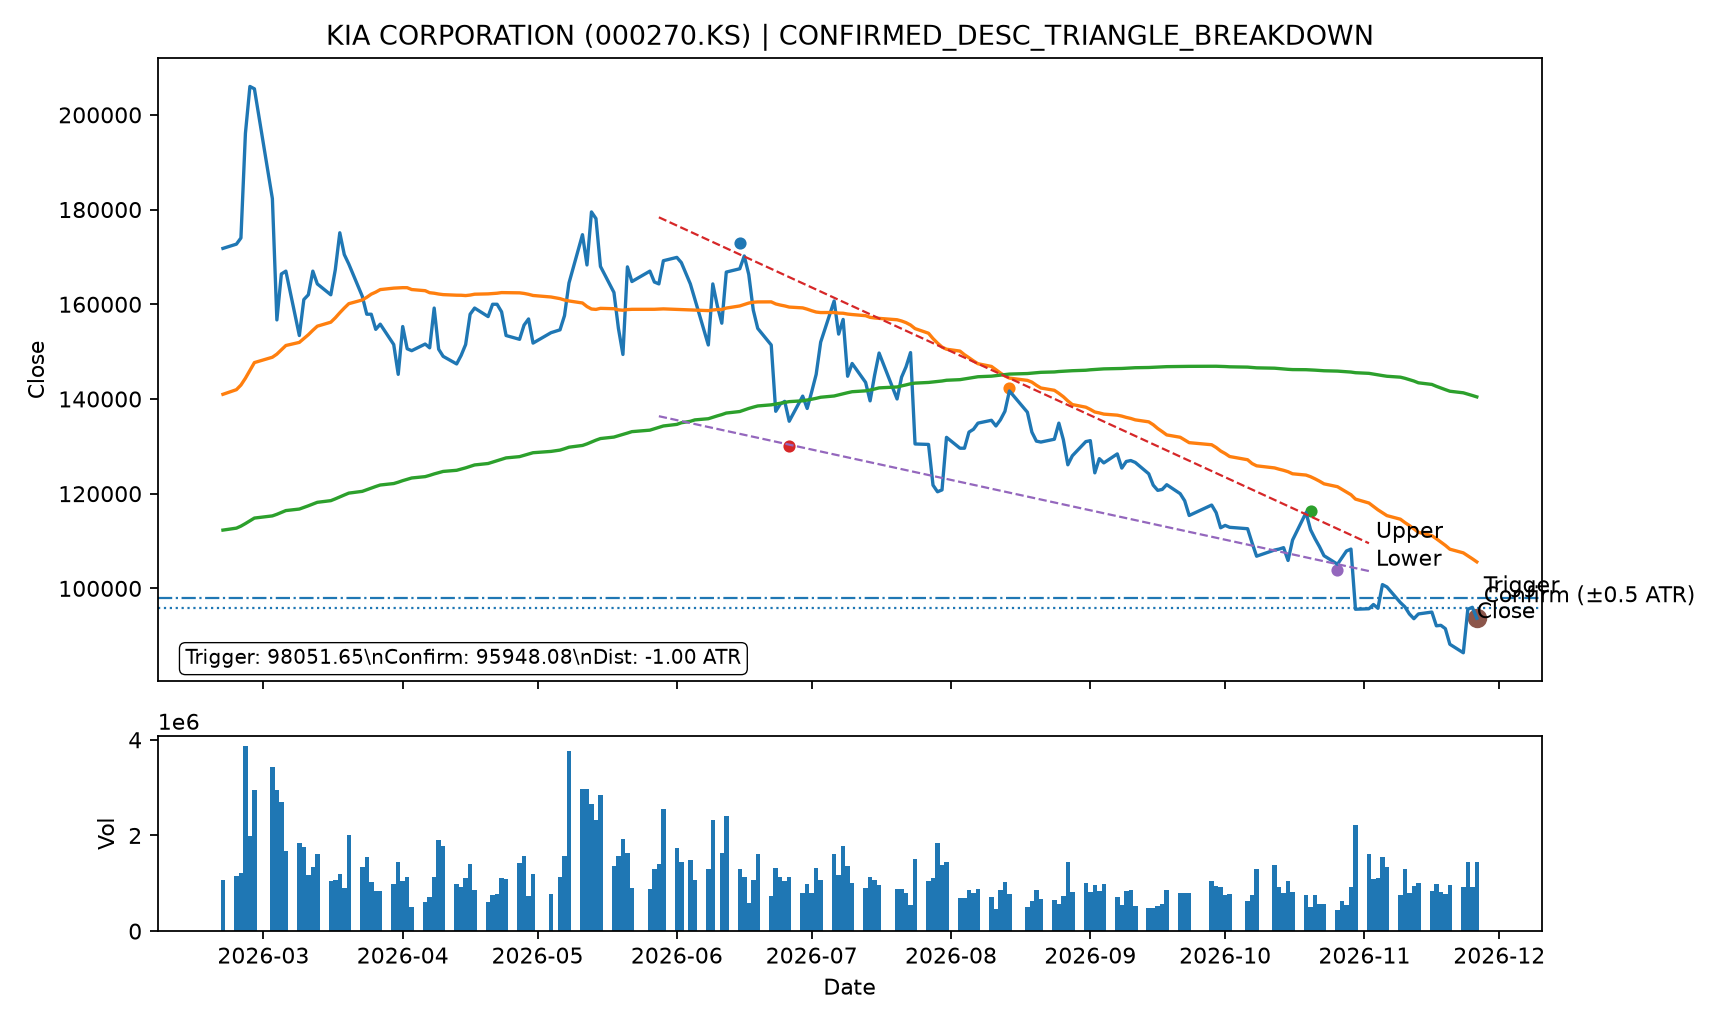 KIA CORPORATION (000270.KS) | CONFIRMED_DESC_TRIANGLE_BREAKDOWN
200000
180000
160000
140000
120000
100000
Close
Upper
Lower
Trigger
Confirm (±0.5 ATR)
Close
Trigger: 98051.65\nConfirm: 95948.08\nDist: -1.00 ATR
1e6
4
2
0
Vol
2026-03
2026-04
2026-05
2026-06
2026-07
2026-08
2026-09
2026-10
2026-11
2026-12
Date